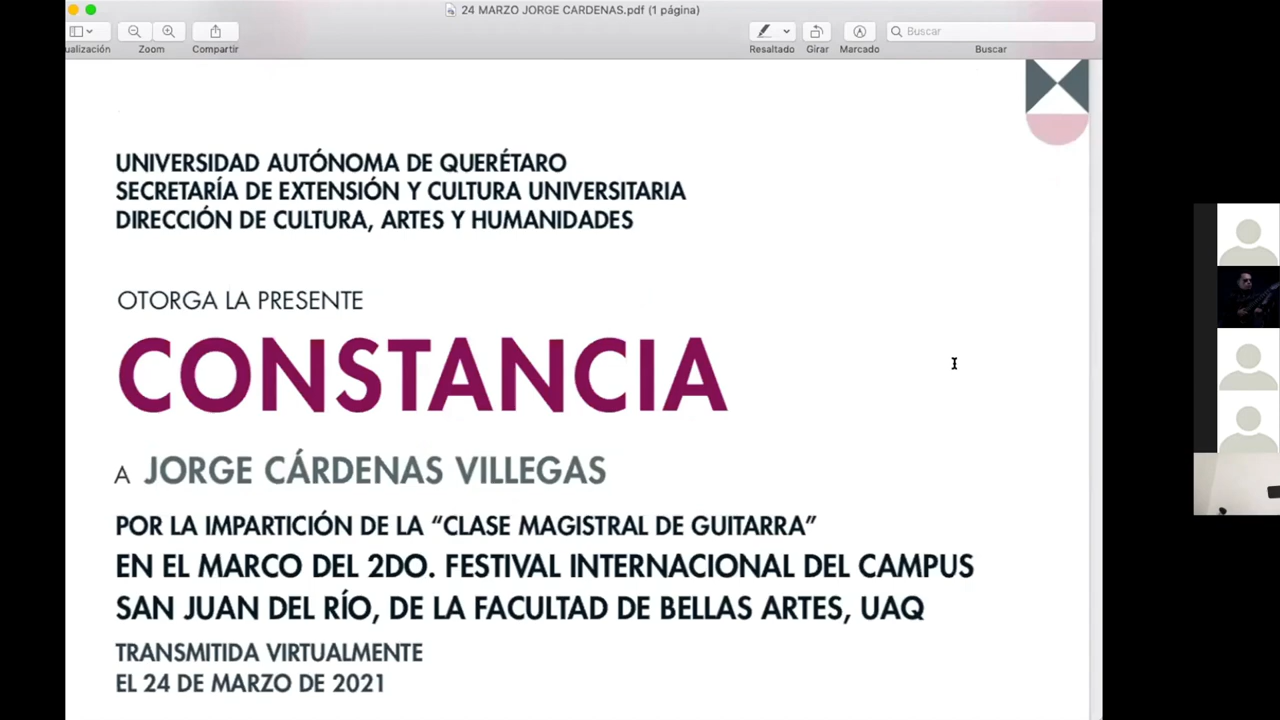 24 MARZO JORGE CARDENAS.pdf (1 página)
ualización
Zoom
Compartir
Resaltado
Girar
Marcado
Buscar
Buscar
UNIVERSIDAD AUTÓNOMA DE QUERÉTARO
SECRETARÍA DE EXTENSIÓN Y CULTURA UNIVERSITARIA
DIRECCIÓN DE CULTURA, ARTES Y HUMANIDADES
OTORGA LA PRESENTE
CONSTANCIA
A JORGE CÁRDENAS VILLEGAS
POR LA IMPARTICIÓN DE LA “CLASE MAGISTRAL DE GUITARRA”
EN EL MARCO DEL 2DO. FESTIVAL INTERNACIONAL DEL CAMPUS
SAN JUAN DEL RÍO, DE LA FACULTAD DE BELLAS ARTES, UAQ
TRANSMITIDA VIRTUALMENTE
EL 24 DE MARZO DE 2021